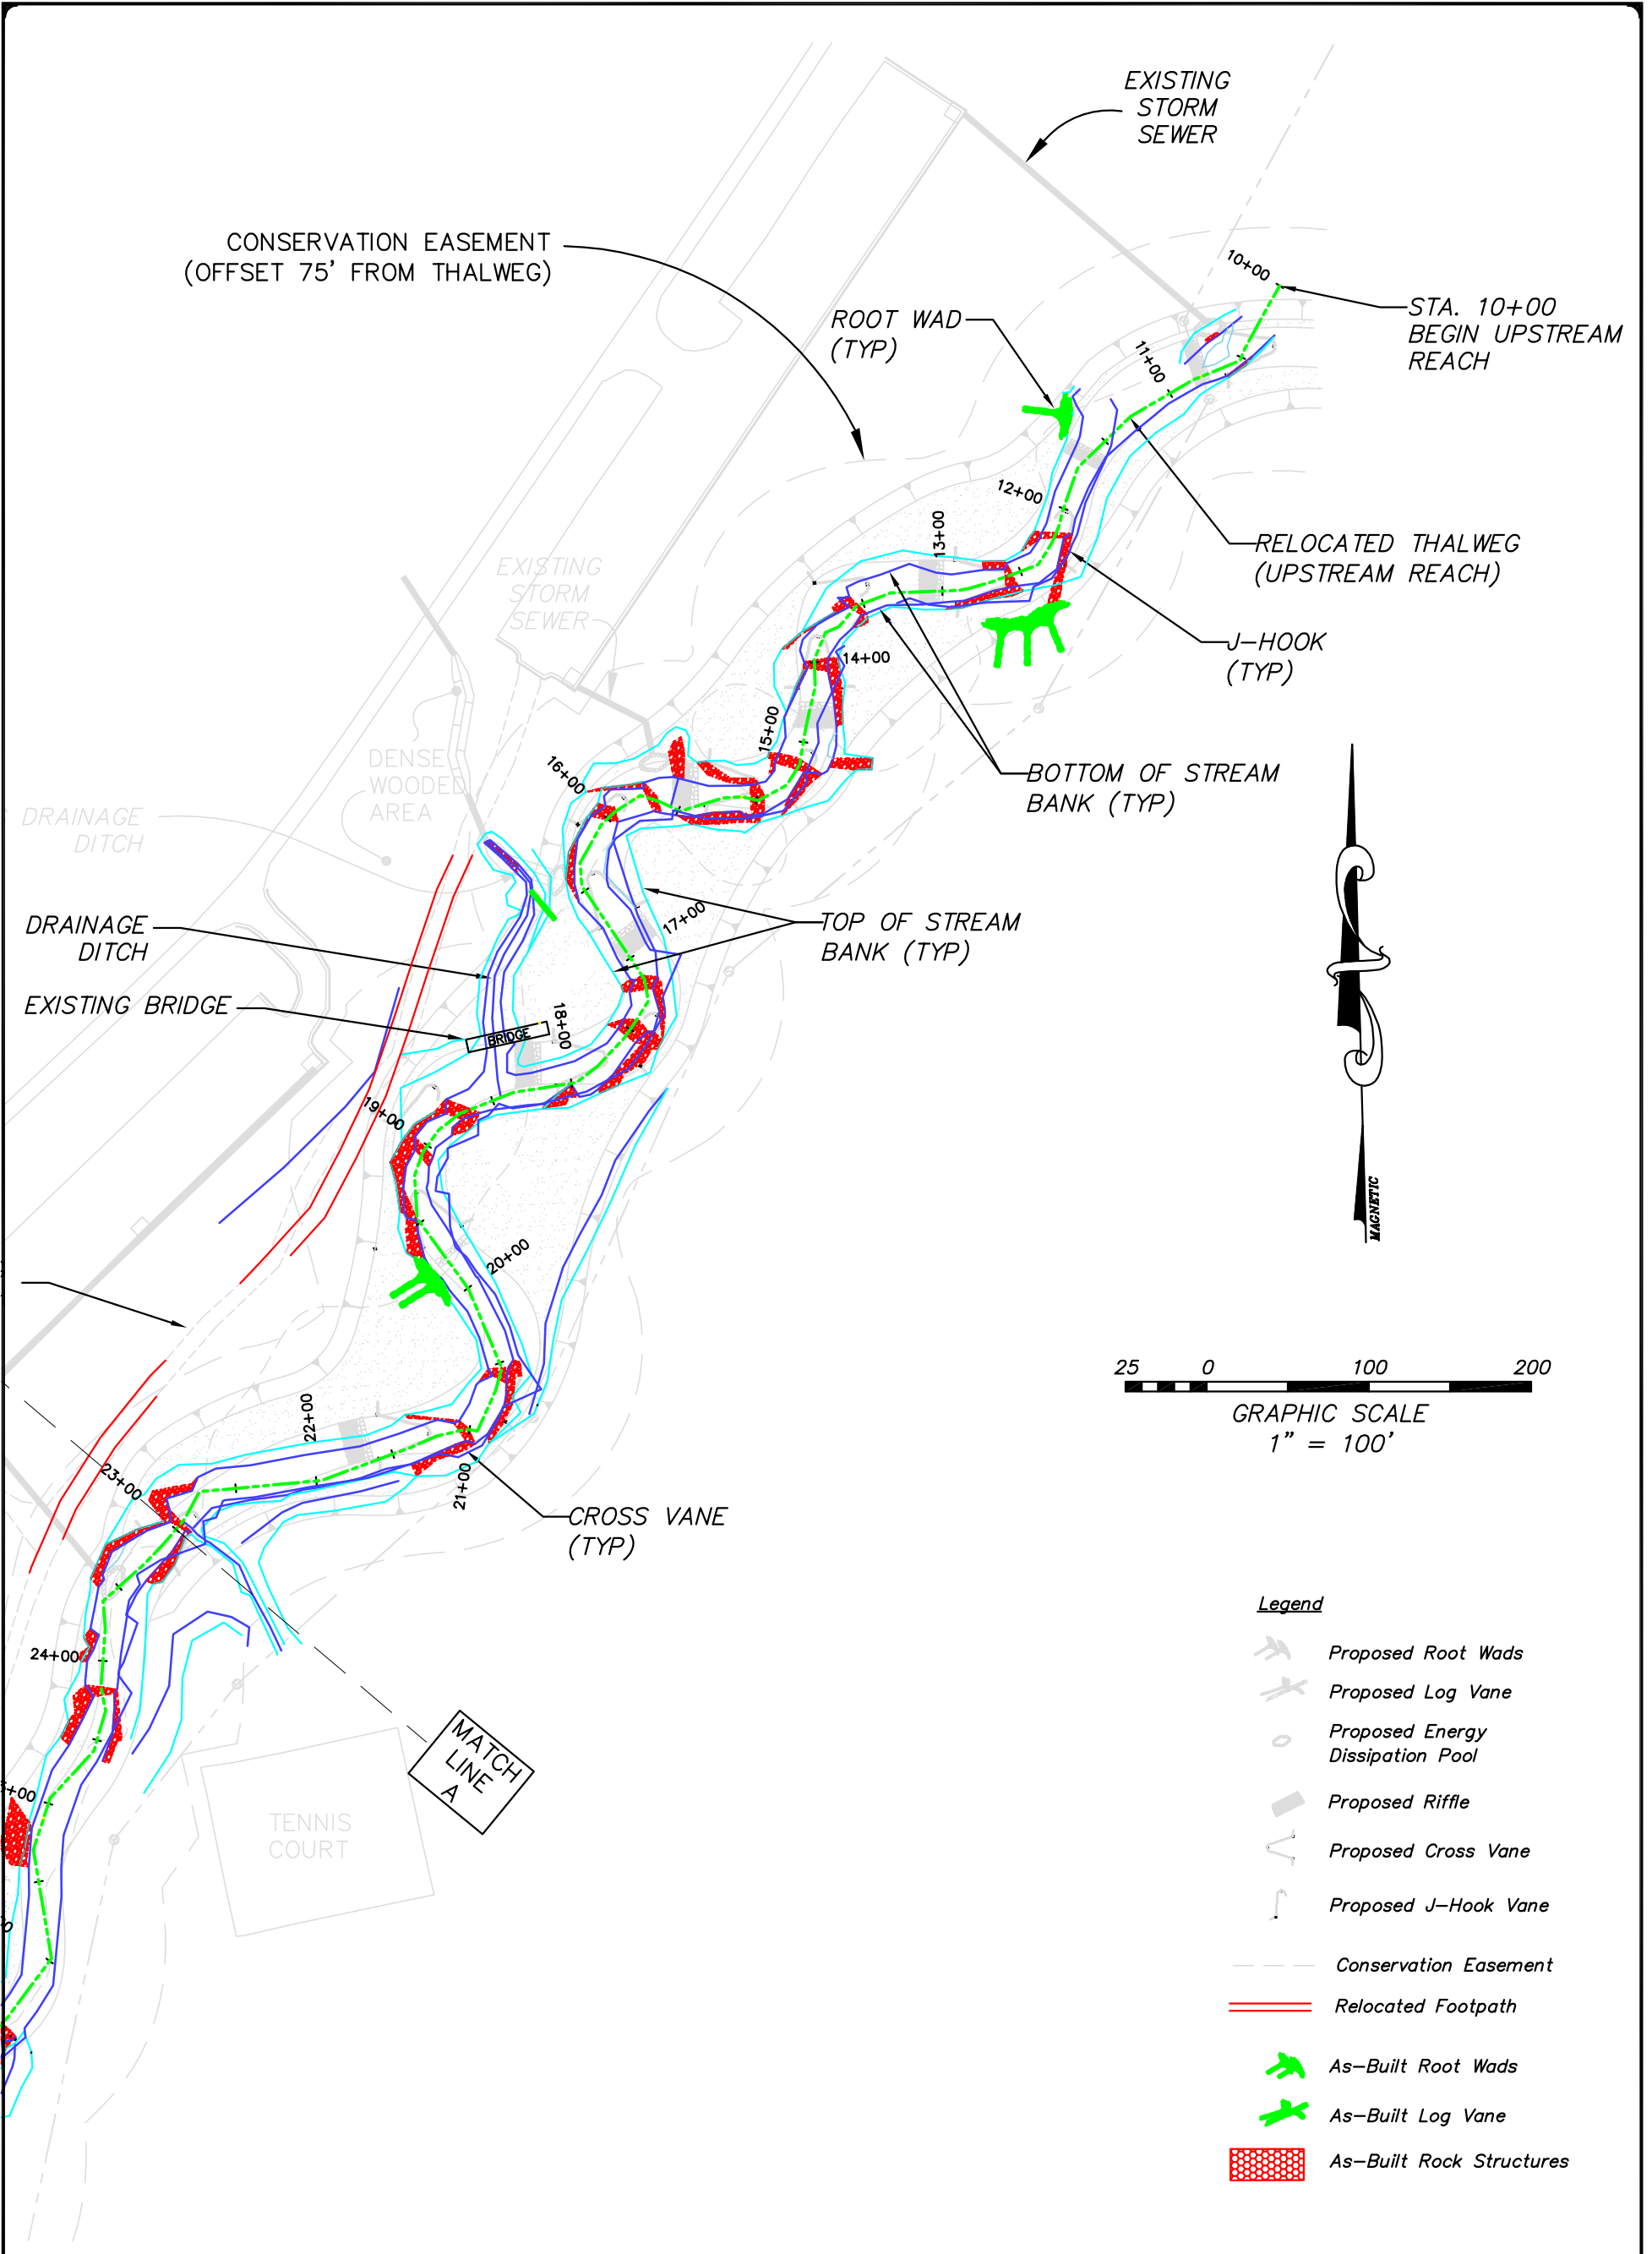 EXISTING
STORM
SEWER
CONSERVATION EASEMENT
(OFFSET 75' FROM THALWEG)
10+00
STA. 10+00
BEGIN UPSTREAM
REACH
ROOT WAD
(TYP)
11+00
12+00
13+00
RELOCATED THALWEG
(UPSTREAM REACH)
EXISTING
STORM
SEWER
J-HOOK
(TYP)
14+00
15+00
DENSE
WOODED
AREA
16+00
BOTTOM OF STREAM
BANK (TYP)
DRAINAGE
DITCH
17+00
TOP OF STREAM
BANK (TYP)
DRAINAGE
DITCH
EXISTING BRIDGE
BRIDGE
18+00
19+00
MAGNETIC
20+00
25 0 100 200
GRAPHIC SCALE
1" = 100'
22+00
21+00
23+00
CROSS VANE
(TYP)
24+00
MATCH
LINE
A
5+00
TENNIS
COURT
Legend
Proposed Root Wads
Proposed Log Vane
Proposed Energy
Dissipation Pool
Proposed Riffle
Proposed Cross Vane
Proposed J-Hook Vane
Conservation Easement
Relocated Footpath
As-Built Root Wads
As-Built Log Vane
As-Built Rock Structures